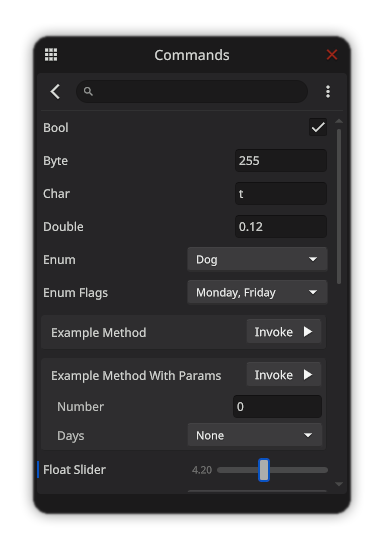 Commands
Bool
Byte 255
Char t
Double 0.12
Enum Dog
Enum Flags Monday, Friday
Example Method Invoke
Example Method With Params Invoke
Number 0
Days None
Float Slider 4.20